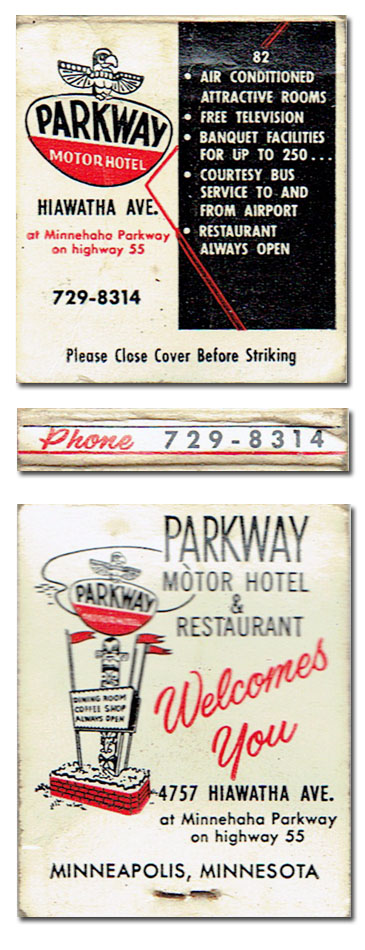 PARKWAY
MOTOR HOTEL
HIAWATHA AVE.
at Minnehaha Parkway
on highway 55
729-8314
82
• AIR CONDITIONED
ATTRACTIVE ROOMS
• FREE TELEVISION
• BANQUET FACILITIES
FOR UP TO 250...
• COURTESY BUS
SERVICE TO AND
FROM AIRPORT
• RESTAURANT
ALWAYS OPEN
Please Close Cover Before Striking
Phone 729-8314
PARKWAY
MOTOR HOTEL
&
RESTAURANT
PARKWAY
MOTOR HOTEL
Welcomes
You
DINING ROOM
COFFEE SHOP
ALWAYS OPEN
4757 HIAWATHA AVE.
at Minnehaha Parkway
on highway 55
MINNEAPOLIS, MINNESOTA